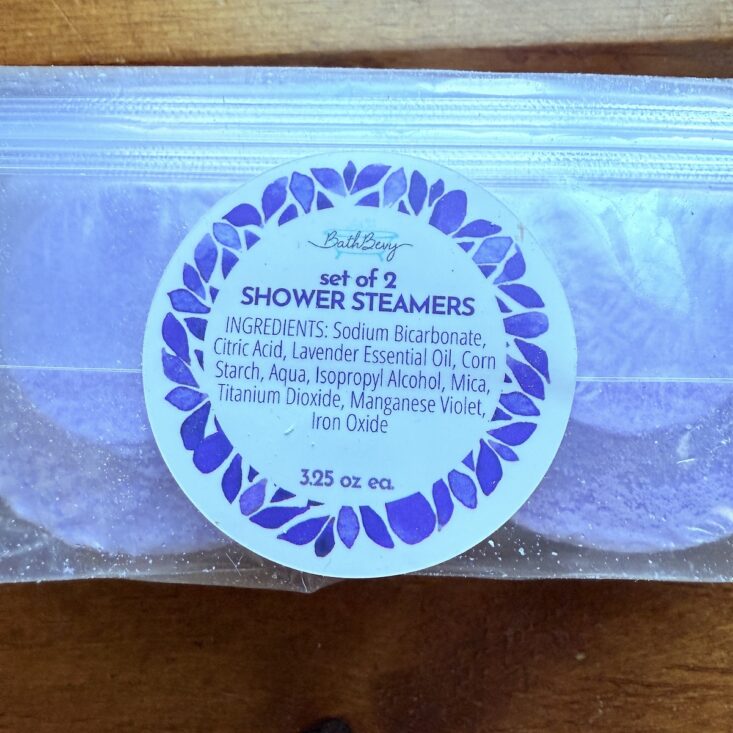 BathBevy
set of 2
SHOWER STEAMERS
INGREDIENTS: Sodium Bicarbonate,
Citric Acid, Lavender Essential Oil, Corn
Starch, Aqua, Isopropyl Alcohol, Mica,
Titanium Dioxide, Manganese Violet,
Iron Oxide
3.25 oz ea.